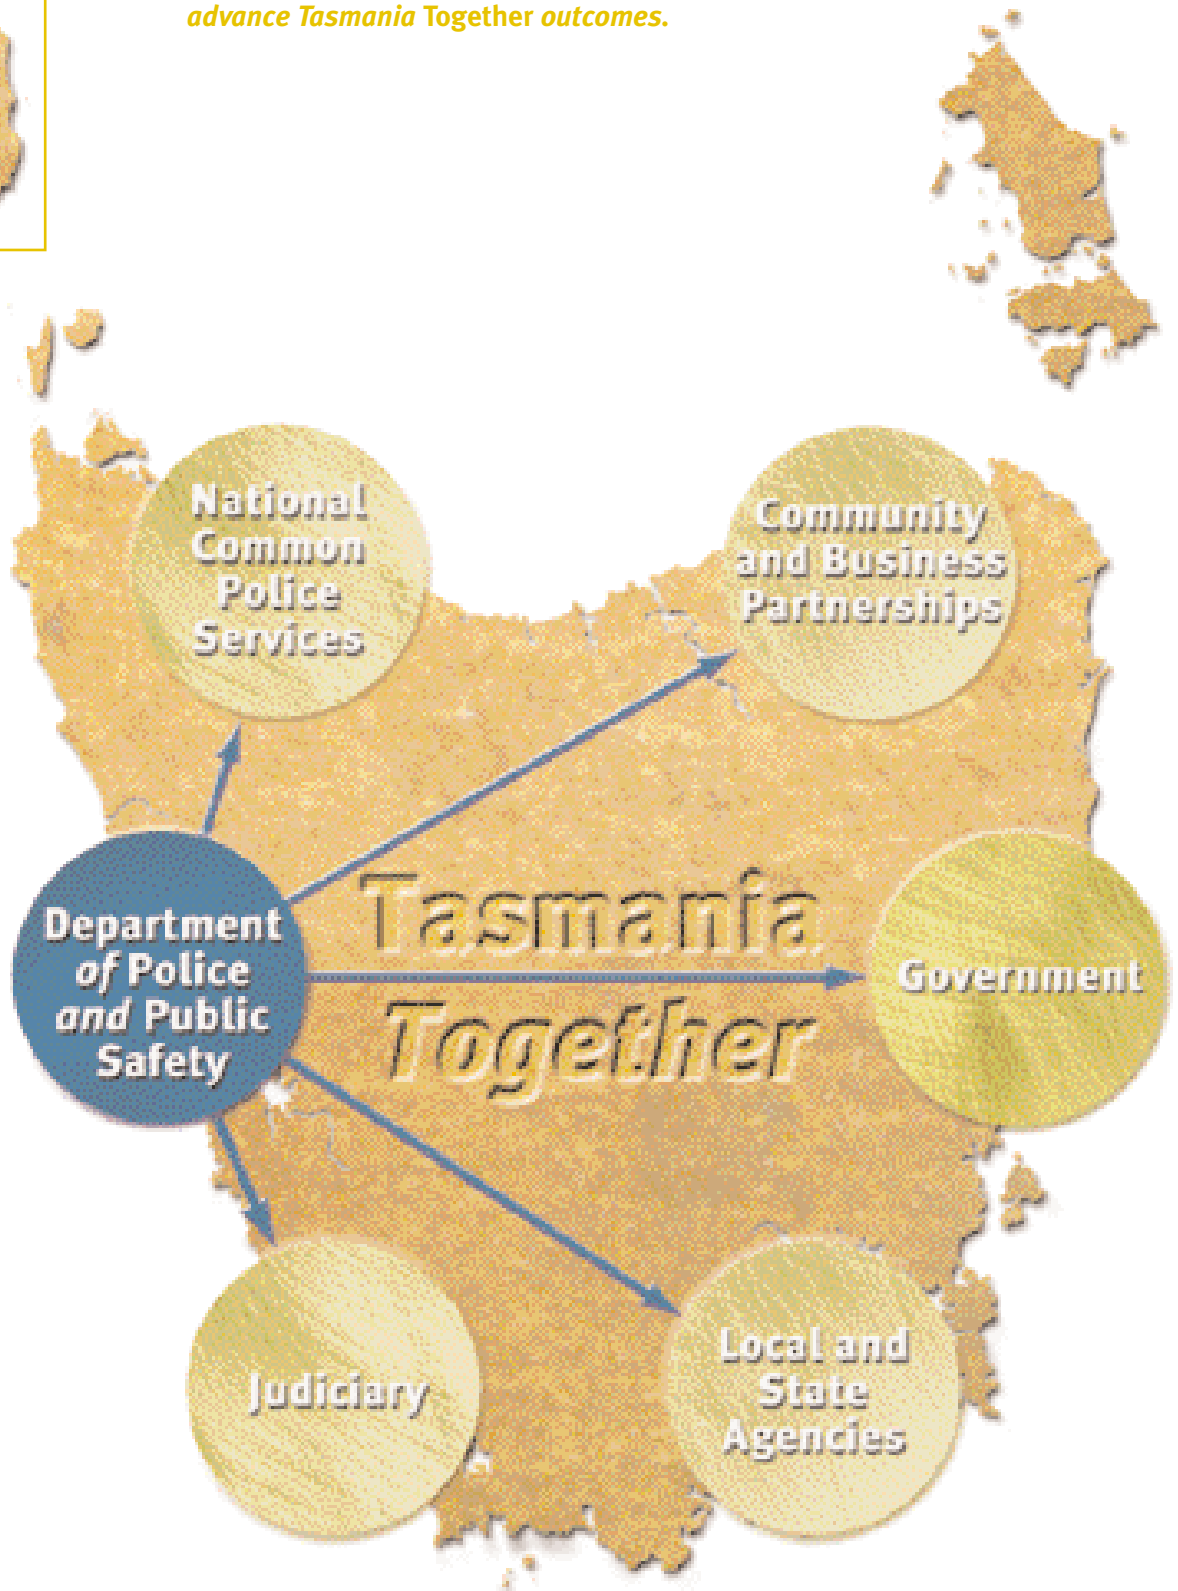 advance Tasmania Together outcomes.
National
Common
Police
Services
Community
and Business
Partnerships
Department
of Police
and Public
Safety
Tasmania
Together
Government
Judiciary
Local and
State
Agencies